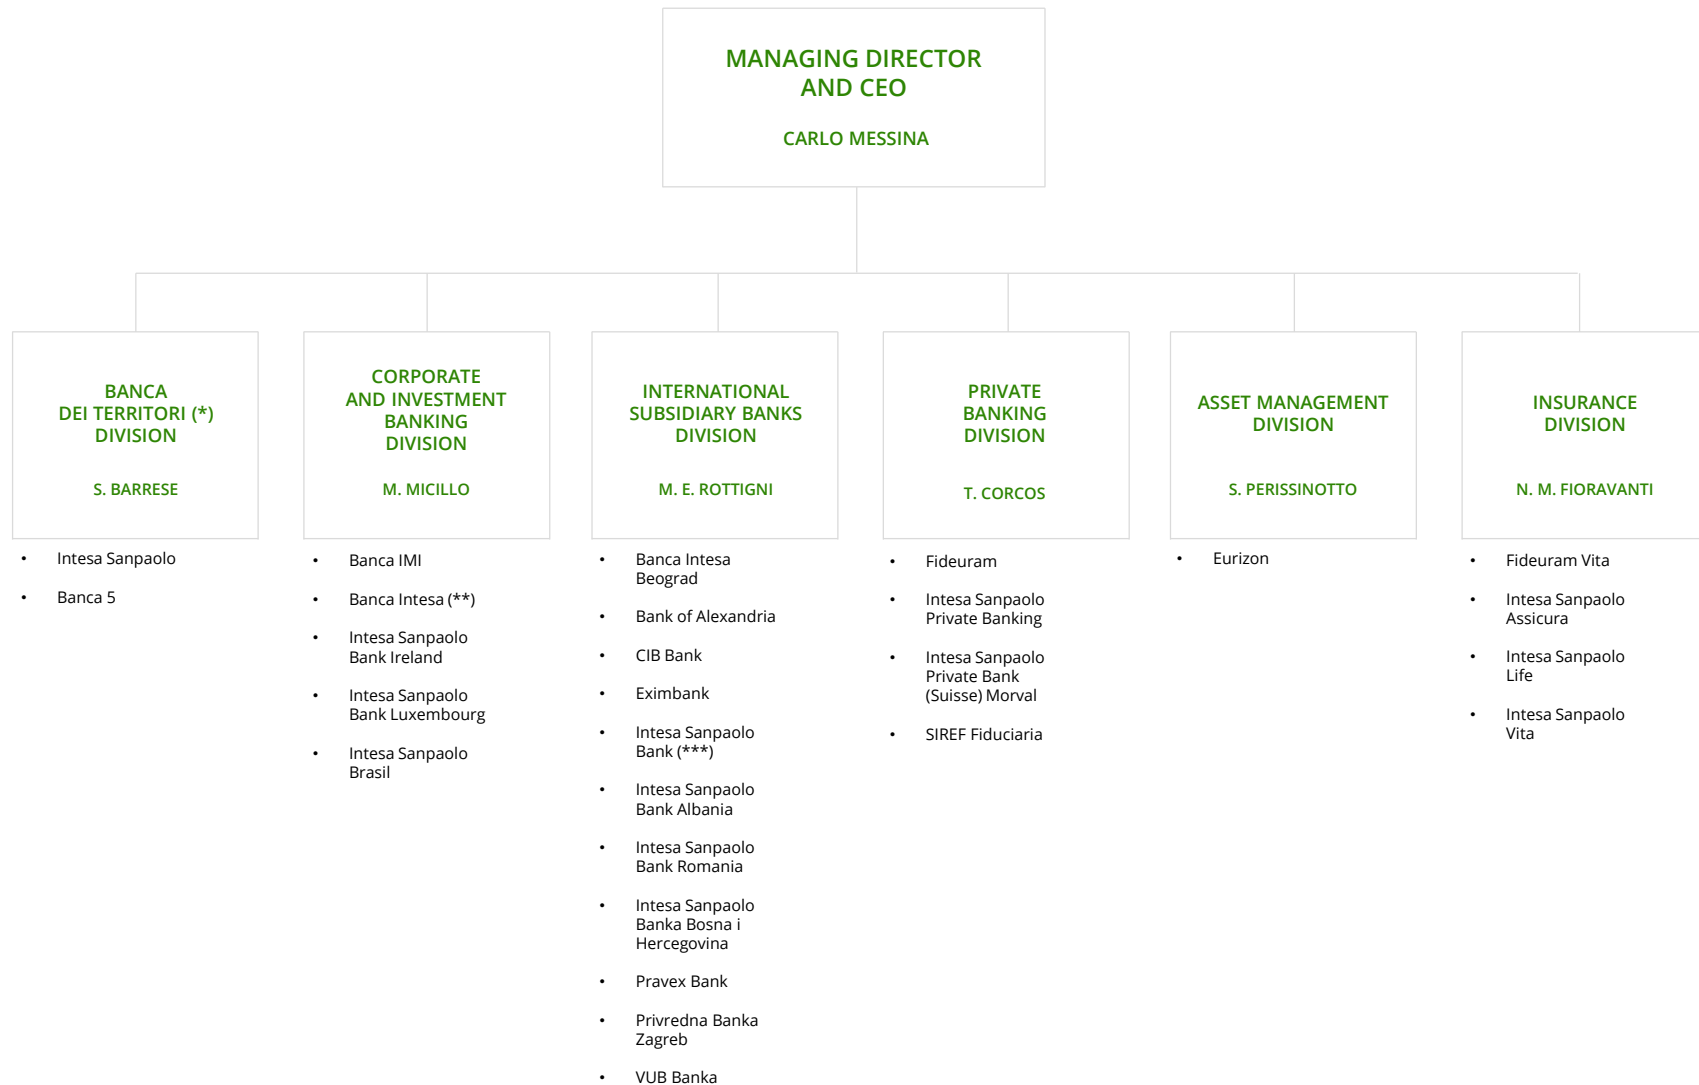 MANAGING DIRECTOR
AND CEO
CARLO MESSINA
BANCA
DEI TERRITORI (*)
DIVISION
S. BARRESE
• Intesa Sanpaolo
• Banca 5
CORPORATE
AND INVESTMENT
BANKING
DIVISION
M. MICILLO
• Banca IMI
• Banca Intesa (**)
• Intesa Sanpaolo
Bank Ireland
• Intesa Sanpaolo
Bank Luxembourg
• Intesa Sanpaolo
Brasil
INTERNATIONAL
SUBSIDIARY BANKS
DIVISION
M. E. ROTTIGNI
• Banca Intesa
Beograd
• Bank of Alexandria
• CIB Bank
• Eximbank
• Intesa Sanpaolo
Bank (***)
• Intesa Sanpaolo
Bank Albania
• Intesa Sanpaolo
Bank Romania
• Intesa Sanpaolo
Banka Bosna i
Hercegovina
• Pravex Bank
• Privredna Banka
Zagreb
• VUB Banka
PRIVATE
BANKING
DIVISION
T. CORCOS
• Fideuram
• Intesa Sanpaolo
Private Banking
• Intesa Sanpaolo
Private Bank
(Suisse) Morval
• SIREF Fiduciaria
ASSET MANAGEMENT
DIVISION
S. PERISSINOTTO
• Eurizon
INSURANCE
DIVISION
N. M. FIORAVANTI
• Fideuram Vita
• Intesa Sanpaolo
Assicura
• Intesa Sanpaolo
Life
• Intesa Sanpaolo
Vita